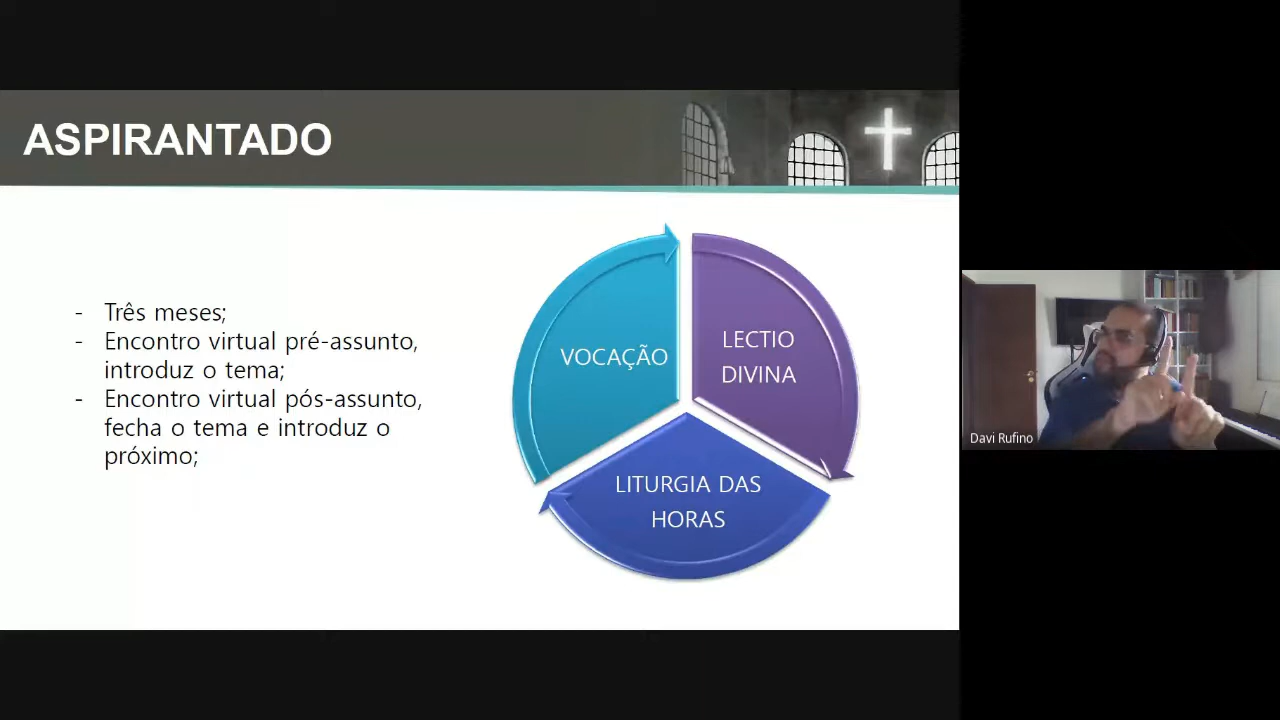 ASPIRANTADO
- Três meses;
- Encontro virtual pré-assunto,
introduz o tema;
- Encontro virtual pós-assunto,
fecha o tema e introduz o
próximo;
VOCAÇÃO
LECTIO
DIVINA
LITURGIA DAS
HORAS
Davi Rufino